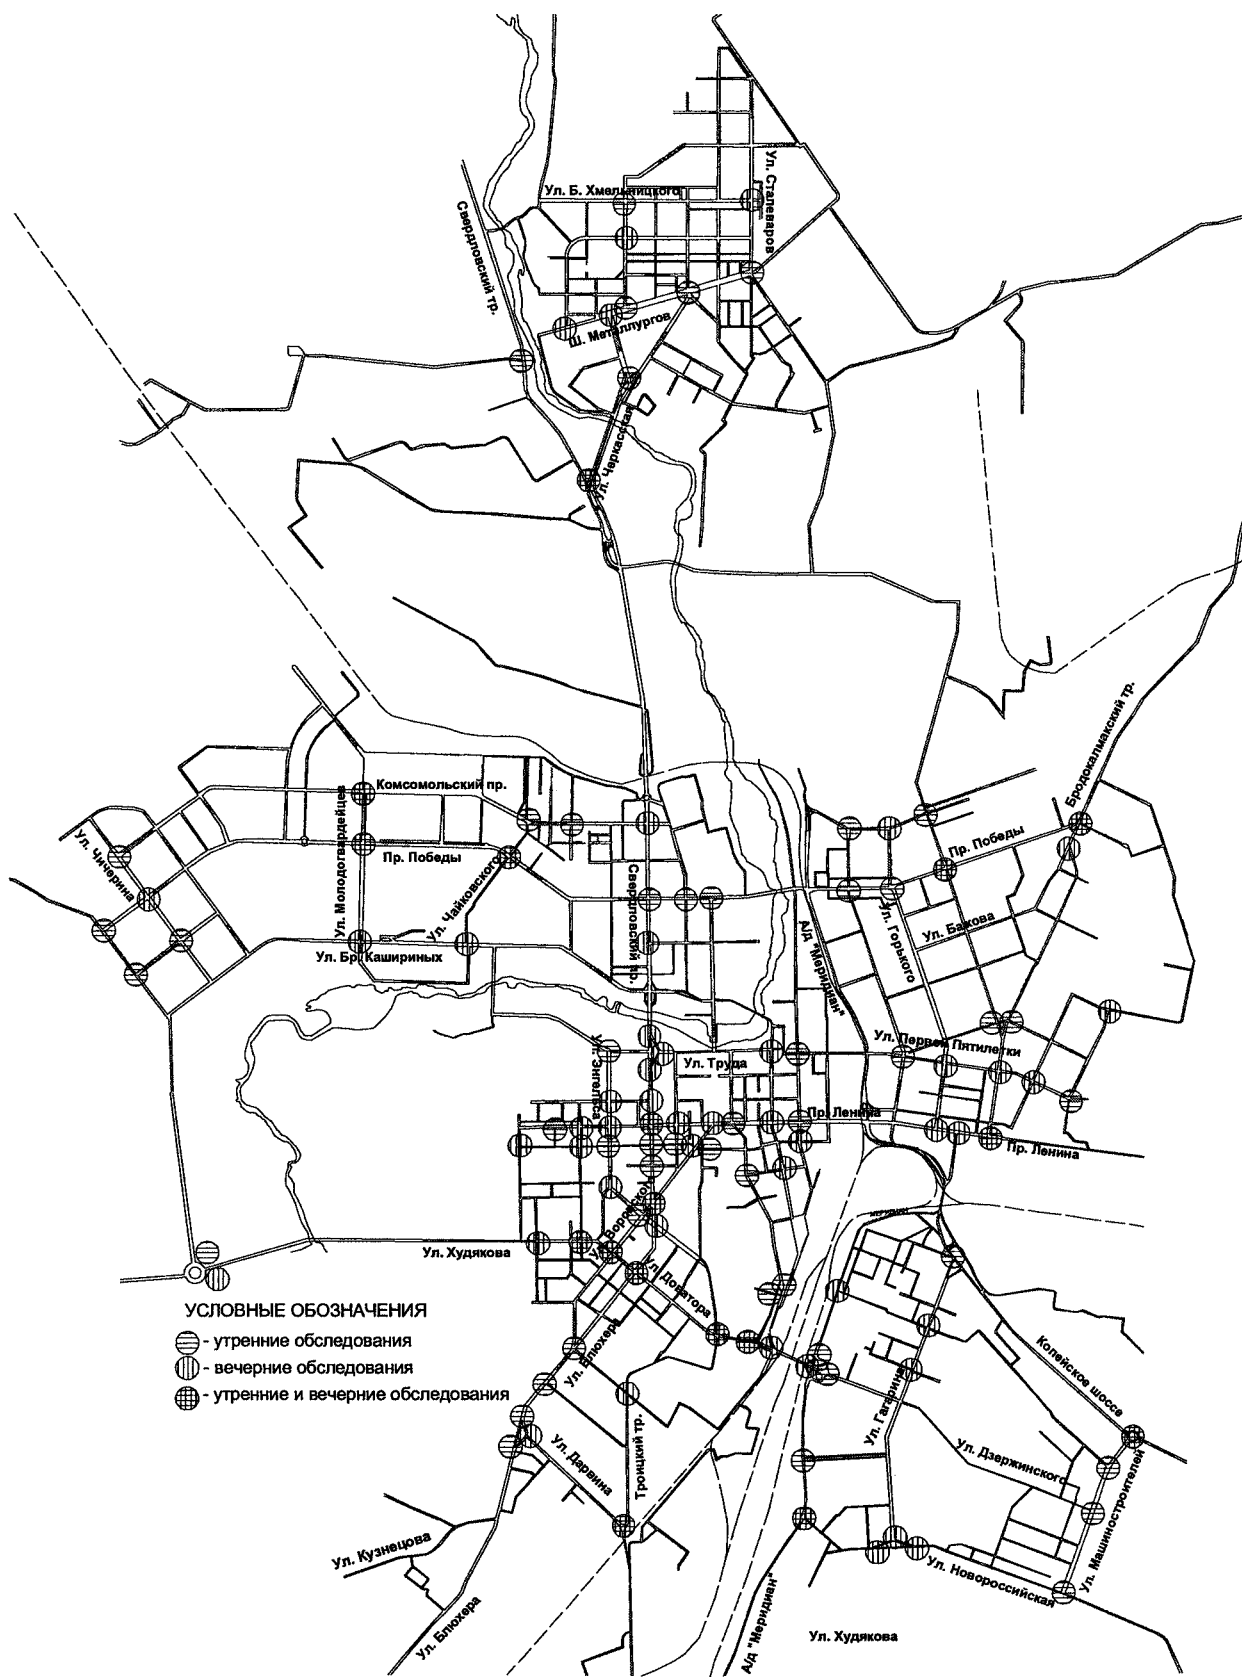 Ул. Б. Хмельницкого
Ул. Сталеваров
Свердловский тр.
Ш. Металлургов
Ул. Черкасская
Бродокалмакский тр.
Комсомольский пр.
Ул. Молодогвардейцев
Пр. Победы
Пр. Победы
Ул. Чичерина
Ул. Чайковского
Свердловский пр.
Ул. Горького
Ул. Бажова
А/д "Меридиан"
Ул. Бр. Кашириных
Ул. Первой Пятилетки
Ул. Энгельса
Ул. Труда
Пр. Ленина
Пр. Ленина
Ул. Воровского
Ул. Худякова
Ул. Доватора
УСЛОВНЫЕ ОБОЗНАЧЕНИЯ
- утренние обследования
- вечерние обследования
- утренние и вечерние обследования
Ул. Блюхера
Копейское шоссе
Ул. Гагарина
Ул. Дзержинского
Ул. Дарвина
Троицкий тр.
Ул. Машиностроителей
Ул. Кузнецова
Ул. Новороссийская
Ул. Блюхера
А/д "Меридиан"
Ул. Худякова